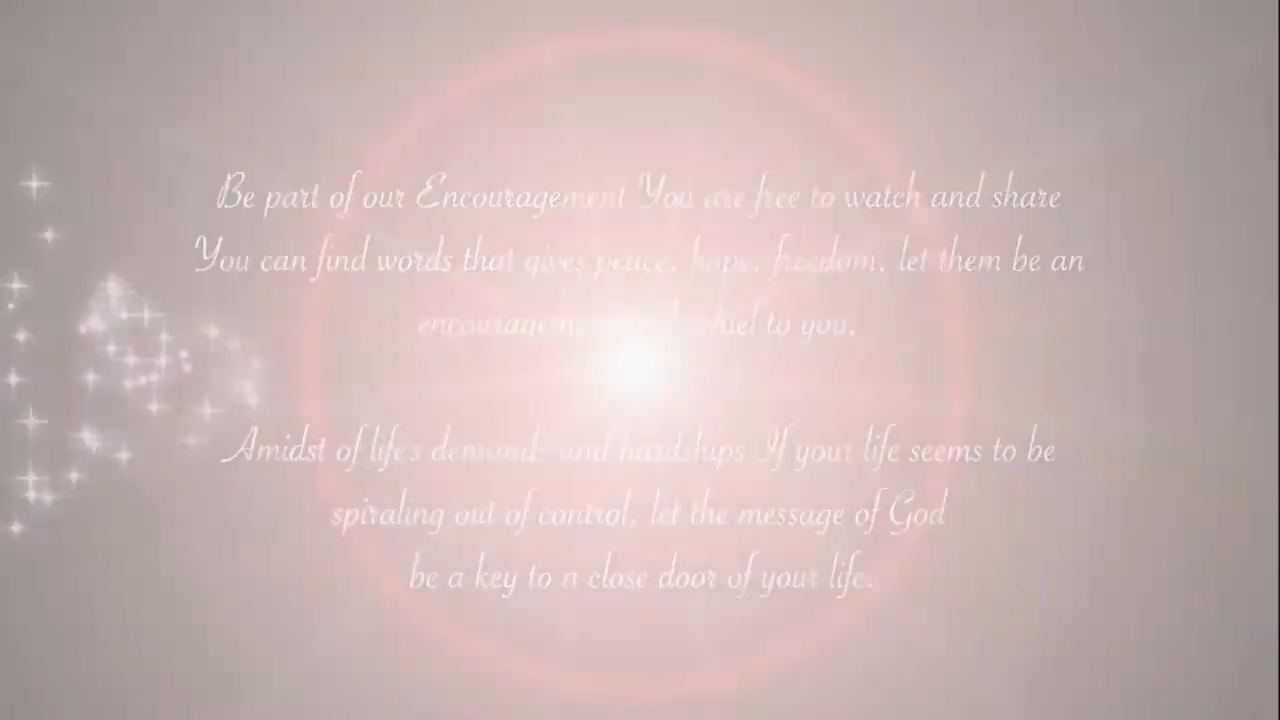 Be part of our Encouragement You are free to watch and share
You can find words that gives peace, hope, freedom, let them be an
to you.
Amidst of life's demands and hardships If your life seems to be
spiraling out of control, let the message of God
be a key to a close door of your life.